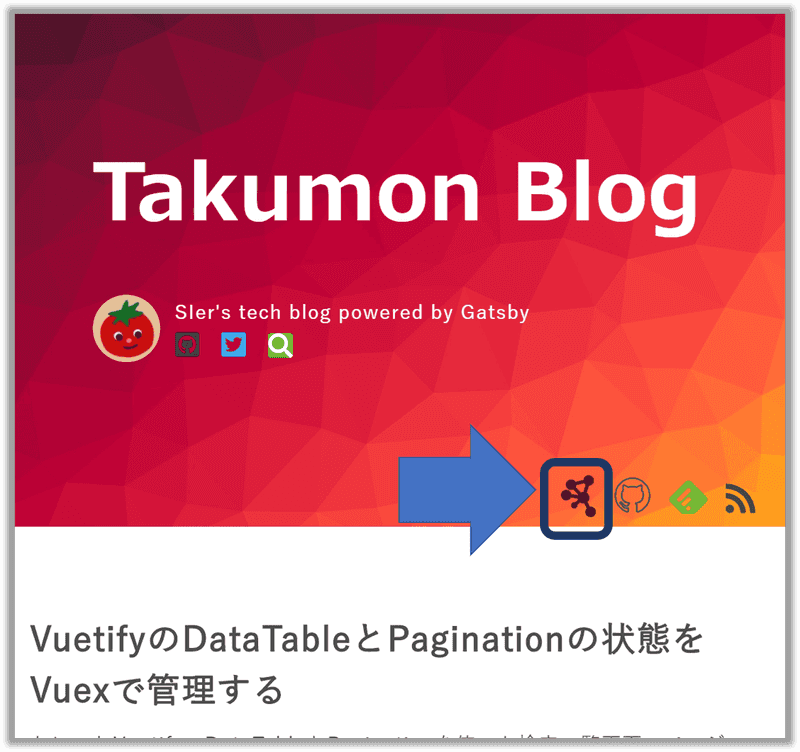 Takumon Blog
SIer's tech blog powered by Gatsby
VuetifyのDataTableとPaginationの状態を
Vuexで管理する